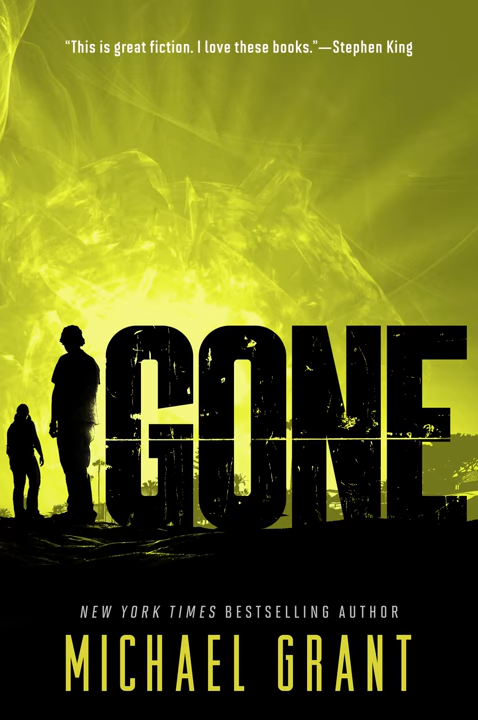 “This is great fiction. I love these books.”—Stephen King
GONE
NEW YORK TIMES BESTSELLING AUTHOR
MICHAEL GRANT